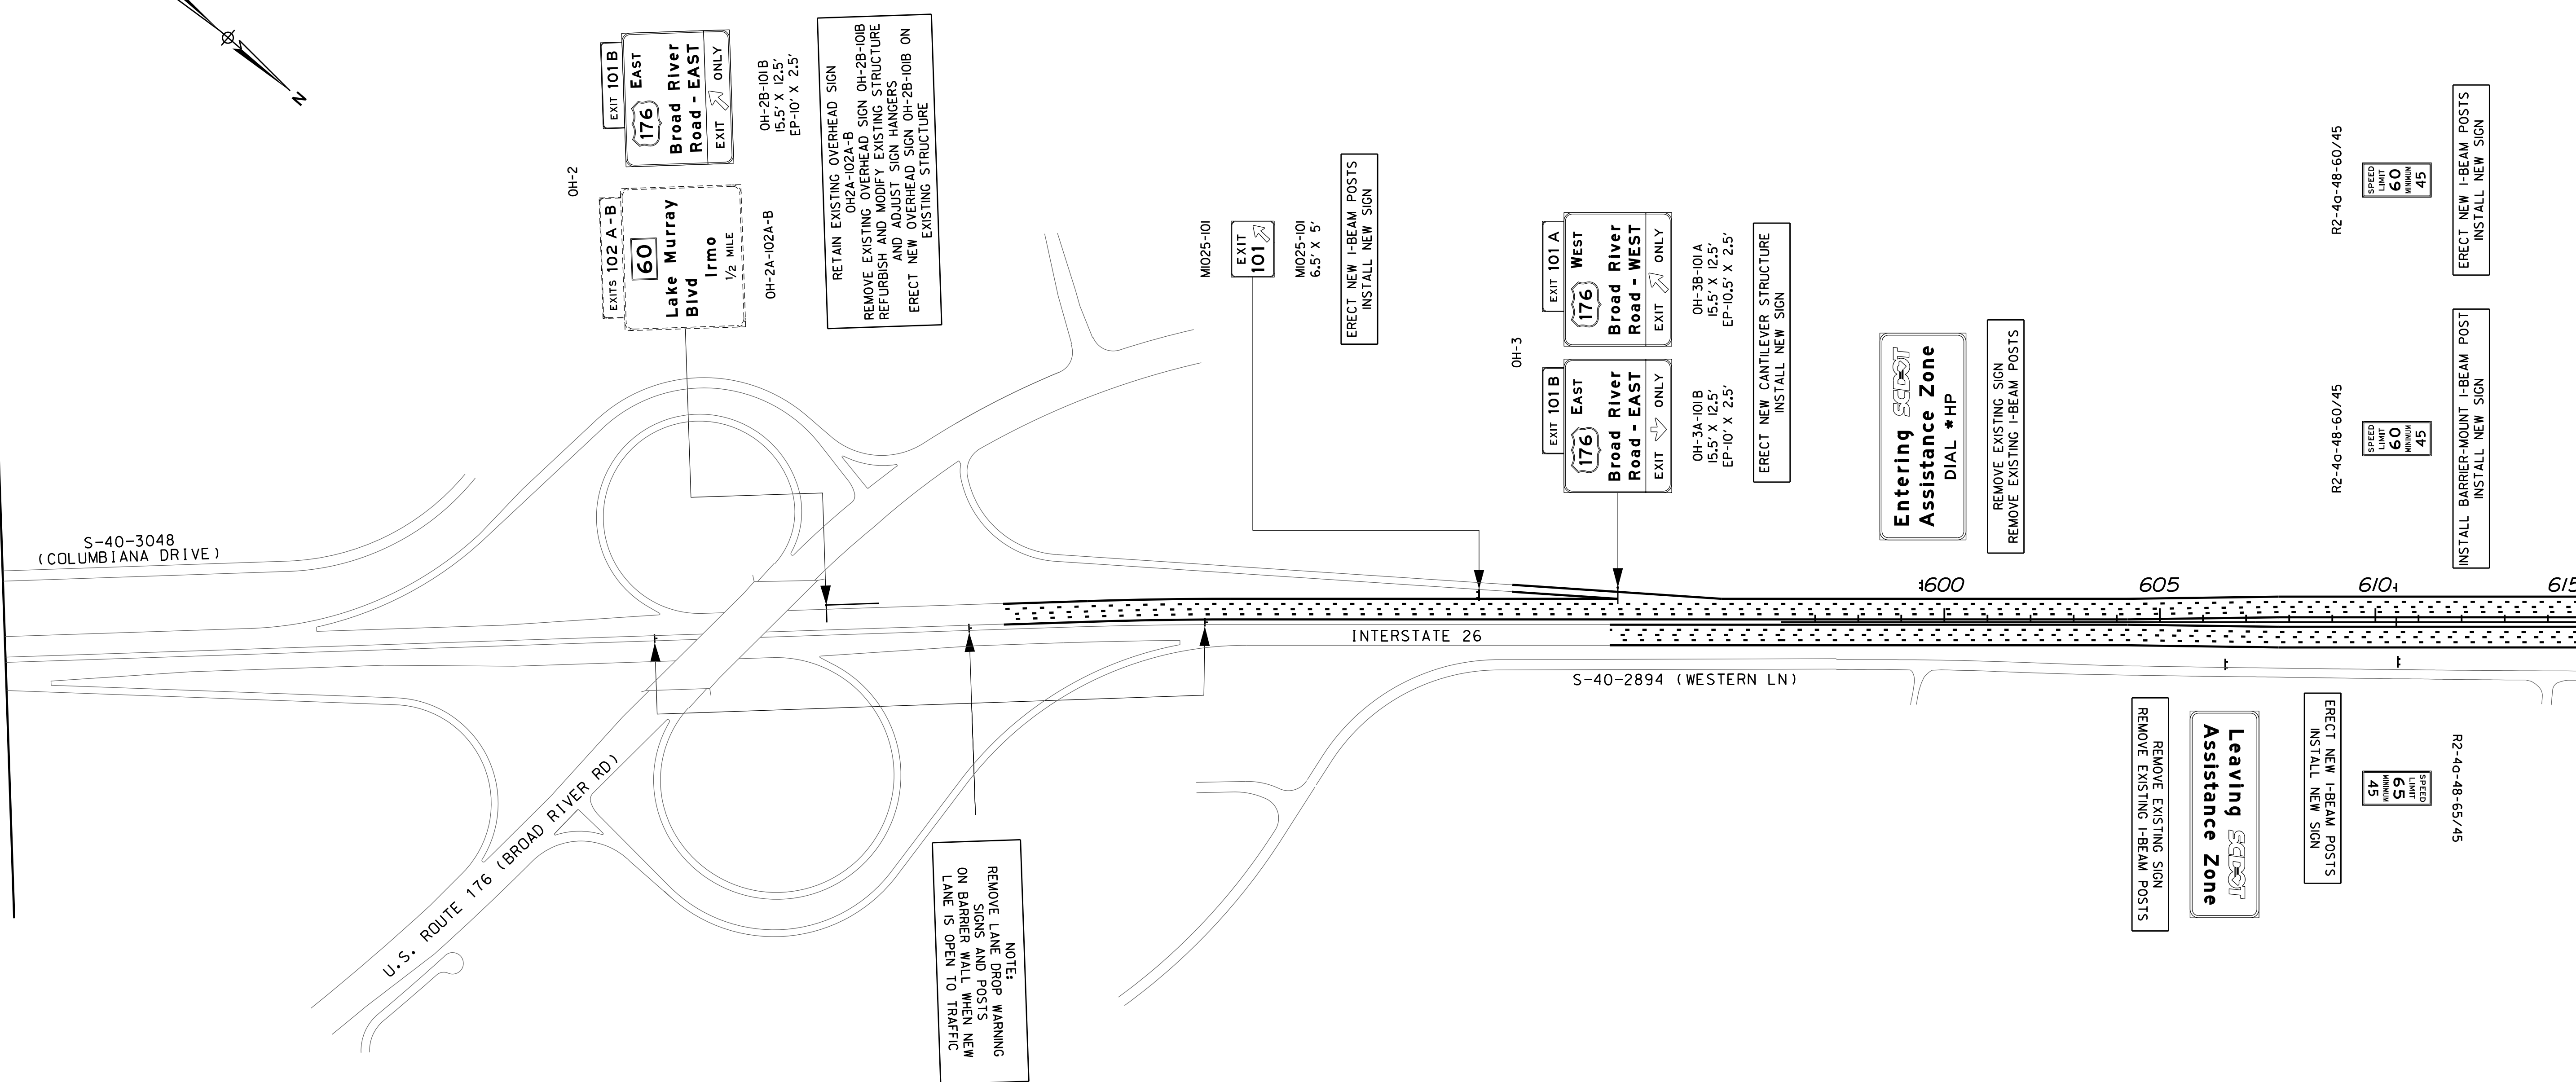 N
EXIT 101 B
176 EAST
Broad River
Road - EAST
EXIT ONLY
OH-2B-101B
15.5' X 12.5'
EP-10' X 2.5'
OH-2
EXITS 102 A-B
60
Lake Murray
Blvd
Irmo
1/2 MILE
OH-2A-102A-B
RETAIN EXISTING OVERHEAD SIGN
OH2A-102A-B
REMOVE EXISTING OVERHEAD SIGN OH-2B-101B
REFURBISH AND MODIFY EXISTING STRUCTURE
AND ADJUST SIGN HANGERS
ERECT NEW OVERHEAD SIGN OH-2B-101B ON
EXISTING STRUCTURE
M1025-101
EXIT
101
M1025-101
6.5' X 5'
ERECT NEW I-BEAM POSTS
INSTALL NEW SIGN
OH-3
EXIT 101 A
176 WEST
Broad River
Road - WEST
EXIT ONLY
OH-3B-101A
15.5' X 12.5'
EP-10.5' X 2.5'
EXIT 101 B
176 EAST
Broad River
Road - EAST
EXIT ONLY
OH-3A-101B
15.5' X 12.5'
EP-10' X 2.5'
ERECT NEW CANTILEVER STRUCTURE
INSTALL NEW SIGN
Entering SCDOT
Assistance Zone
DIAL *HP
REMOVE EXISTING SIGN
REMOVE EXISTING I-BEAM POSTS
R2-4a-48-60/45
SPEED
LIMIT
60
MINIMUM
45
ERECT NEW I-BEAM POSTS
INSTALL NEW SIGN
R2-4a-48-60/45
SPEED
LIMIT
60
MINIMUM
45
INSTALL BARRIER-MOUNT I-BEAM POST
INSTALL NEW SIGN
S-40-3048
(COLUMBIANA DRIVE)
600
605
610
615
INTERSTATE 26
S-40-2894 (WESTERN LN)
U.S. ROUTE 176 (BROAD RIVER RD)
NOTE:
REMOVE LANE DROP WARNING
SIGNS AND POSTS
ON BARRIER WALL WHEN NEW
LANE IS OPEN TO TRAFFIC
REMOVE EXISTING SIGN
REMOVE EXISTING I-BEAM POSTS
Leaving SCDOT
Assistance Zone
ERECT NEW I-BEAM POSTS
INSTALL NEW SIGN
SPEED
LIMIT
65
MINIMUM
45
R2-4a-48-65/45